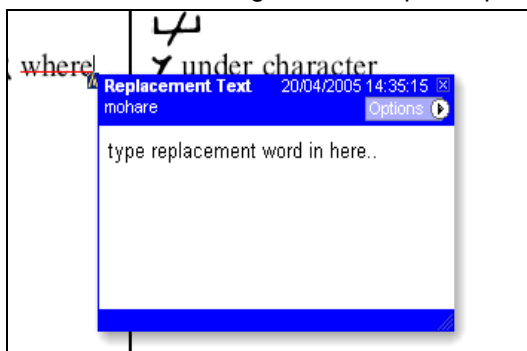 where
under character
Replacement Text 20/04/2005 14:35:15
mohare
Options
type replacement word in here..